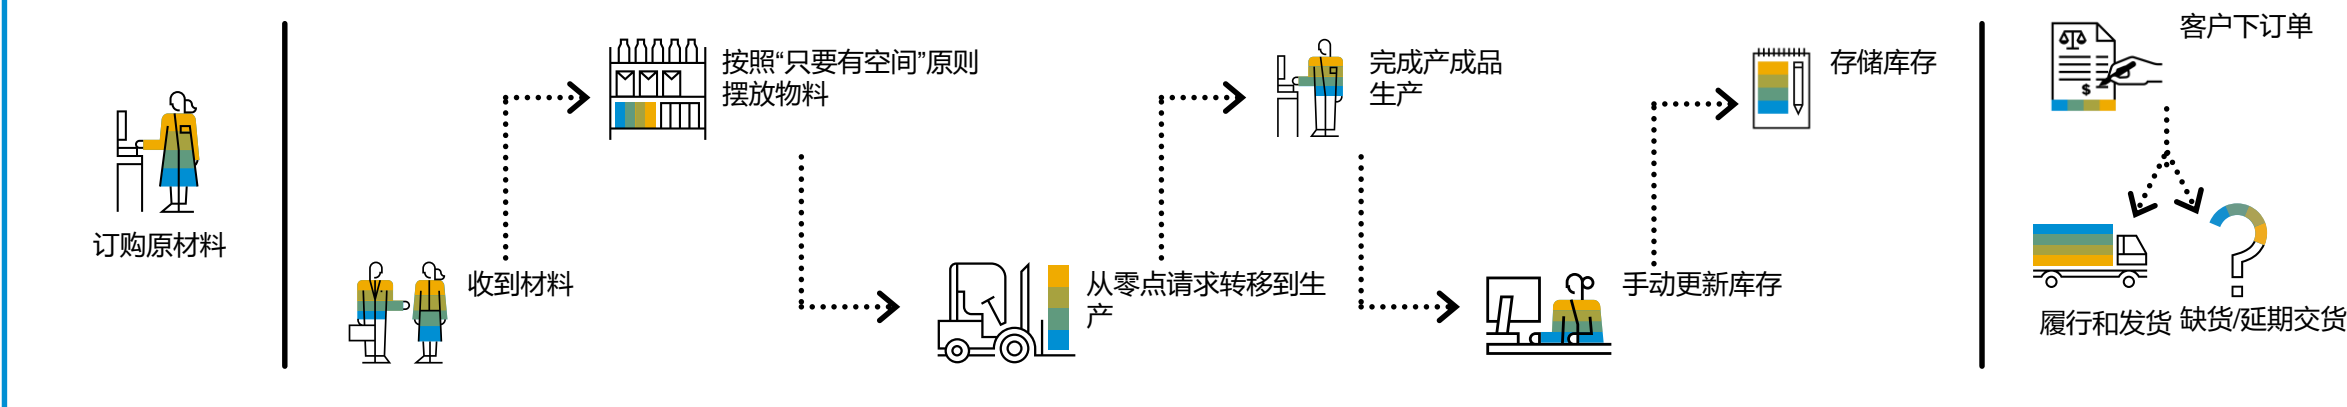 订购原材料
收到材料
按照“只要有空间”原则
摆放物料
从零点请求转移到生
产
完成产成品
生产
手动更新库存
存储库存
客户下订单
$
履行和发货
缺货/延期交货